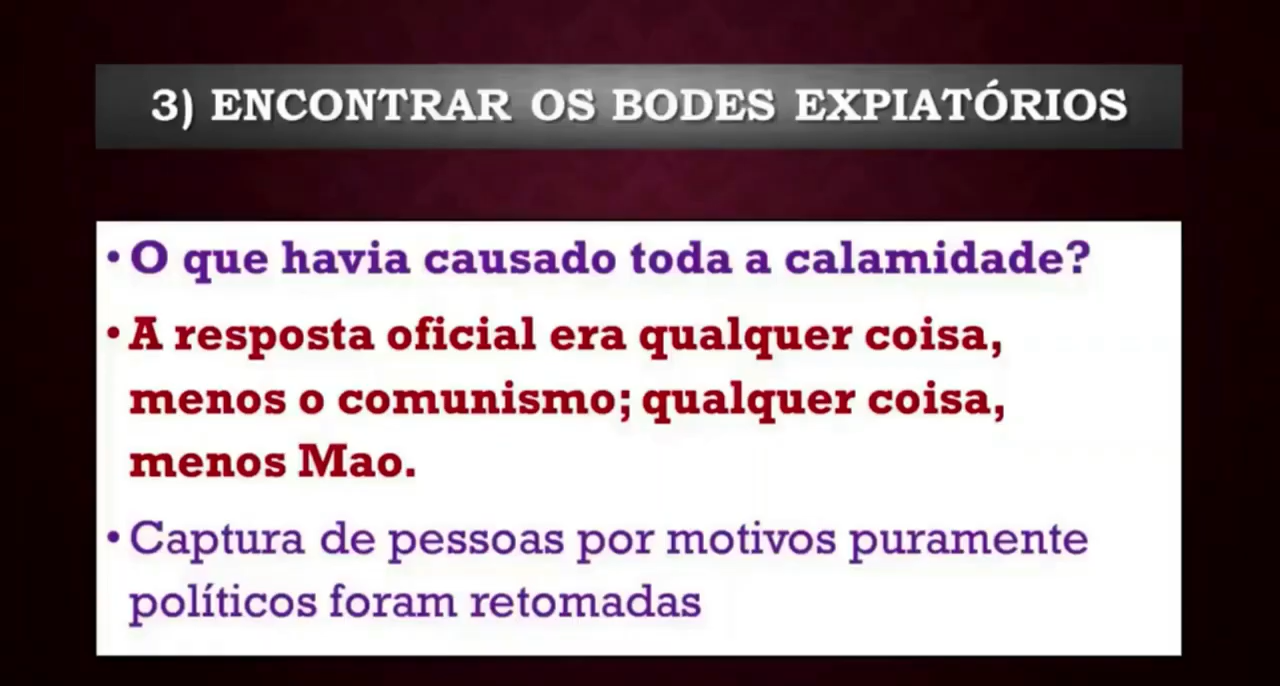 3) ENCONTRAR OS BODES EXPIATÓRIOS
• O que havia causado toda a calamidade?
• A resposta oficial era qualquer coisa,
menos o comunismo; qualquer coisa,
menos Mao.
• Captura de pessoas por motivos puramente
políticos foram retomadas